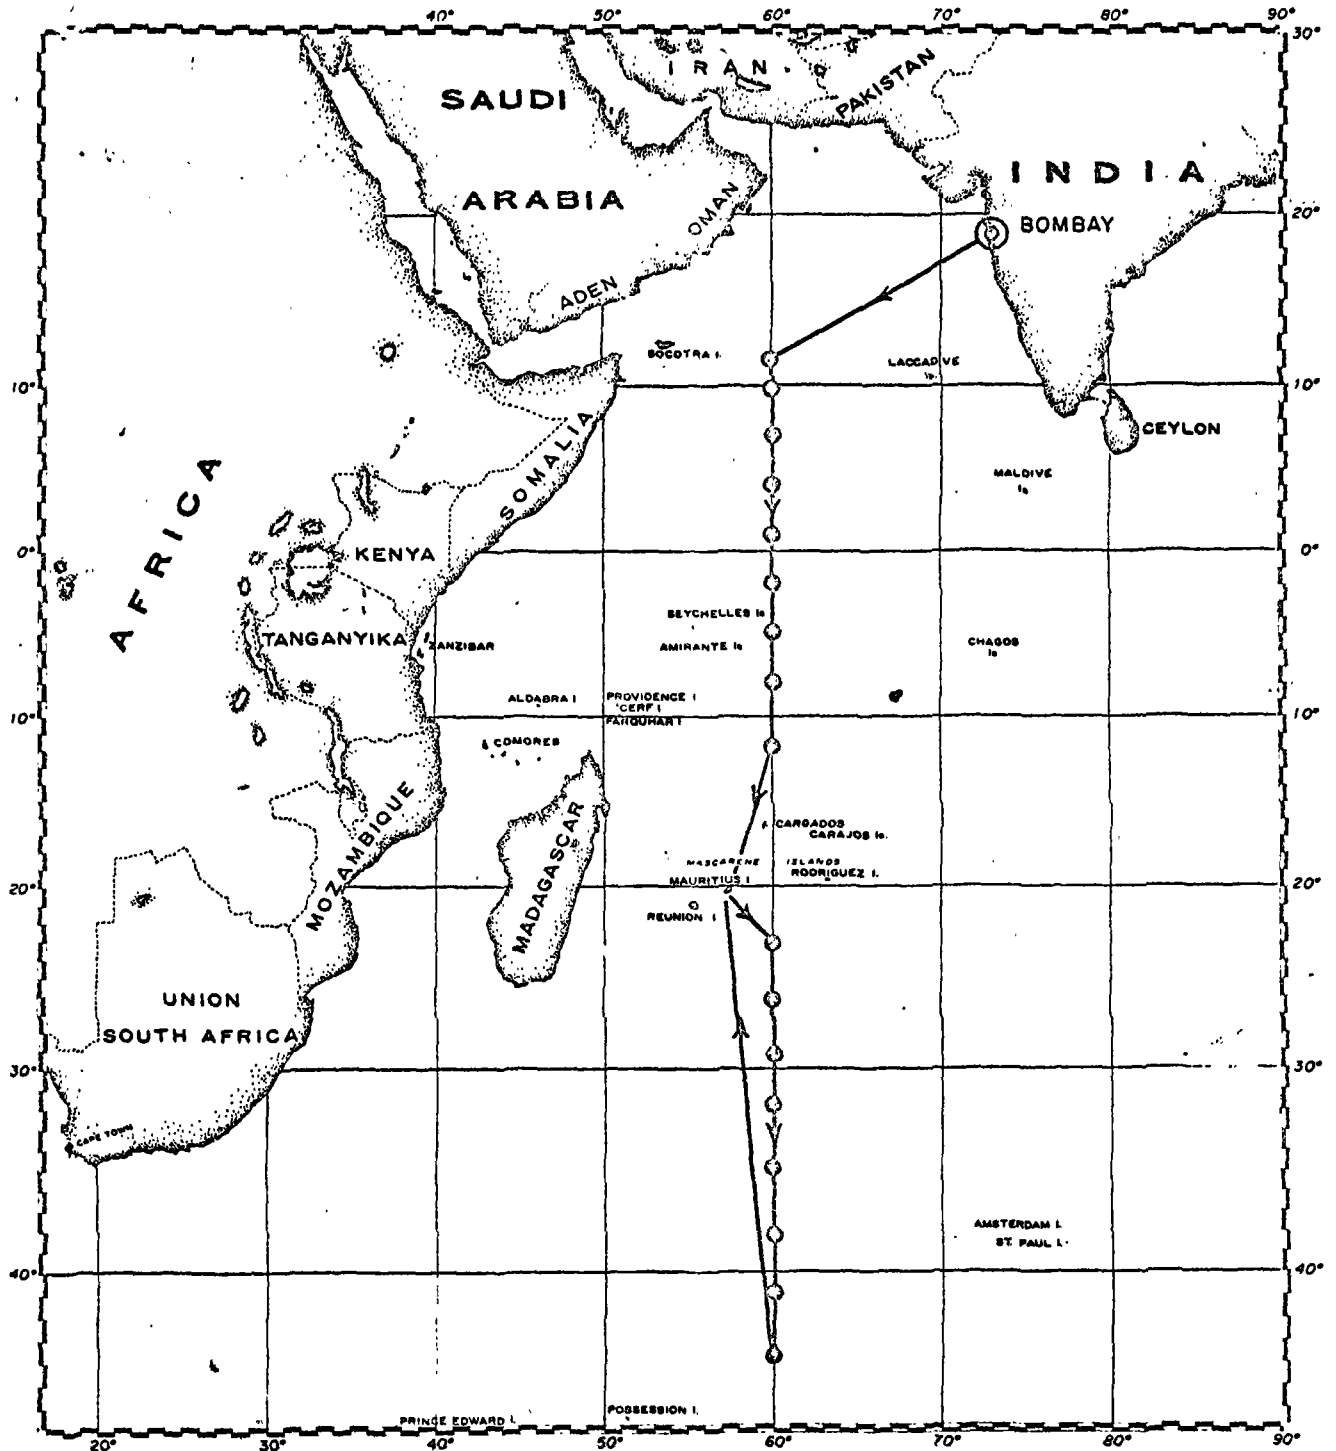 40° 50° 60° 70° 80° 90°
30°
IRAN
PAKISTAN
SAUDI
ARABIA
INDIA
OMAN
20°
BOMBAY
ADEN
SOCOTRA I.
LACCADIVE
Is.
10° 10°
CEYLON
SOMALIA
MALDIVE
Is
AFRICA
0° 0°
KENYA
SEYCHELLES Is
TANGANYIKA
ZANZIBAR
AMIRANTE Is
CHAGOS
Is
ALDABRA I
PROVIDENCE I
CERF I
FARQUHAR I
10° 10°
COMORES
MOZAMBIQUE
MADAGASCAR
CARGADOS
CARAJOS Is.
MASCARENE ISLANDS
RODRIGUEZ I.
MAURITIUS I
20° 20°
REUNION I
UNION
SOUTH AFRICA
30° 30°
CAPE TOWN
AMSTERDAM I.
ST. PAUL I.
40° 40°
PRINCE EDWARD I.
POSSESSION I.
20° 30° 40° 50° 60° 70° 80° 90°